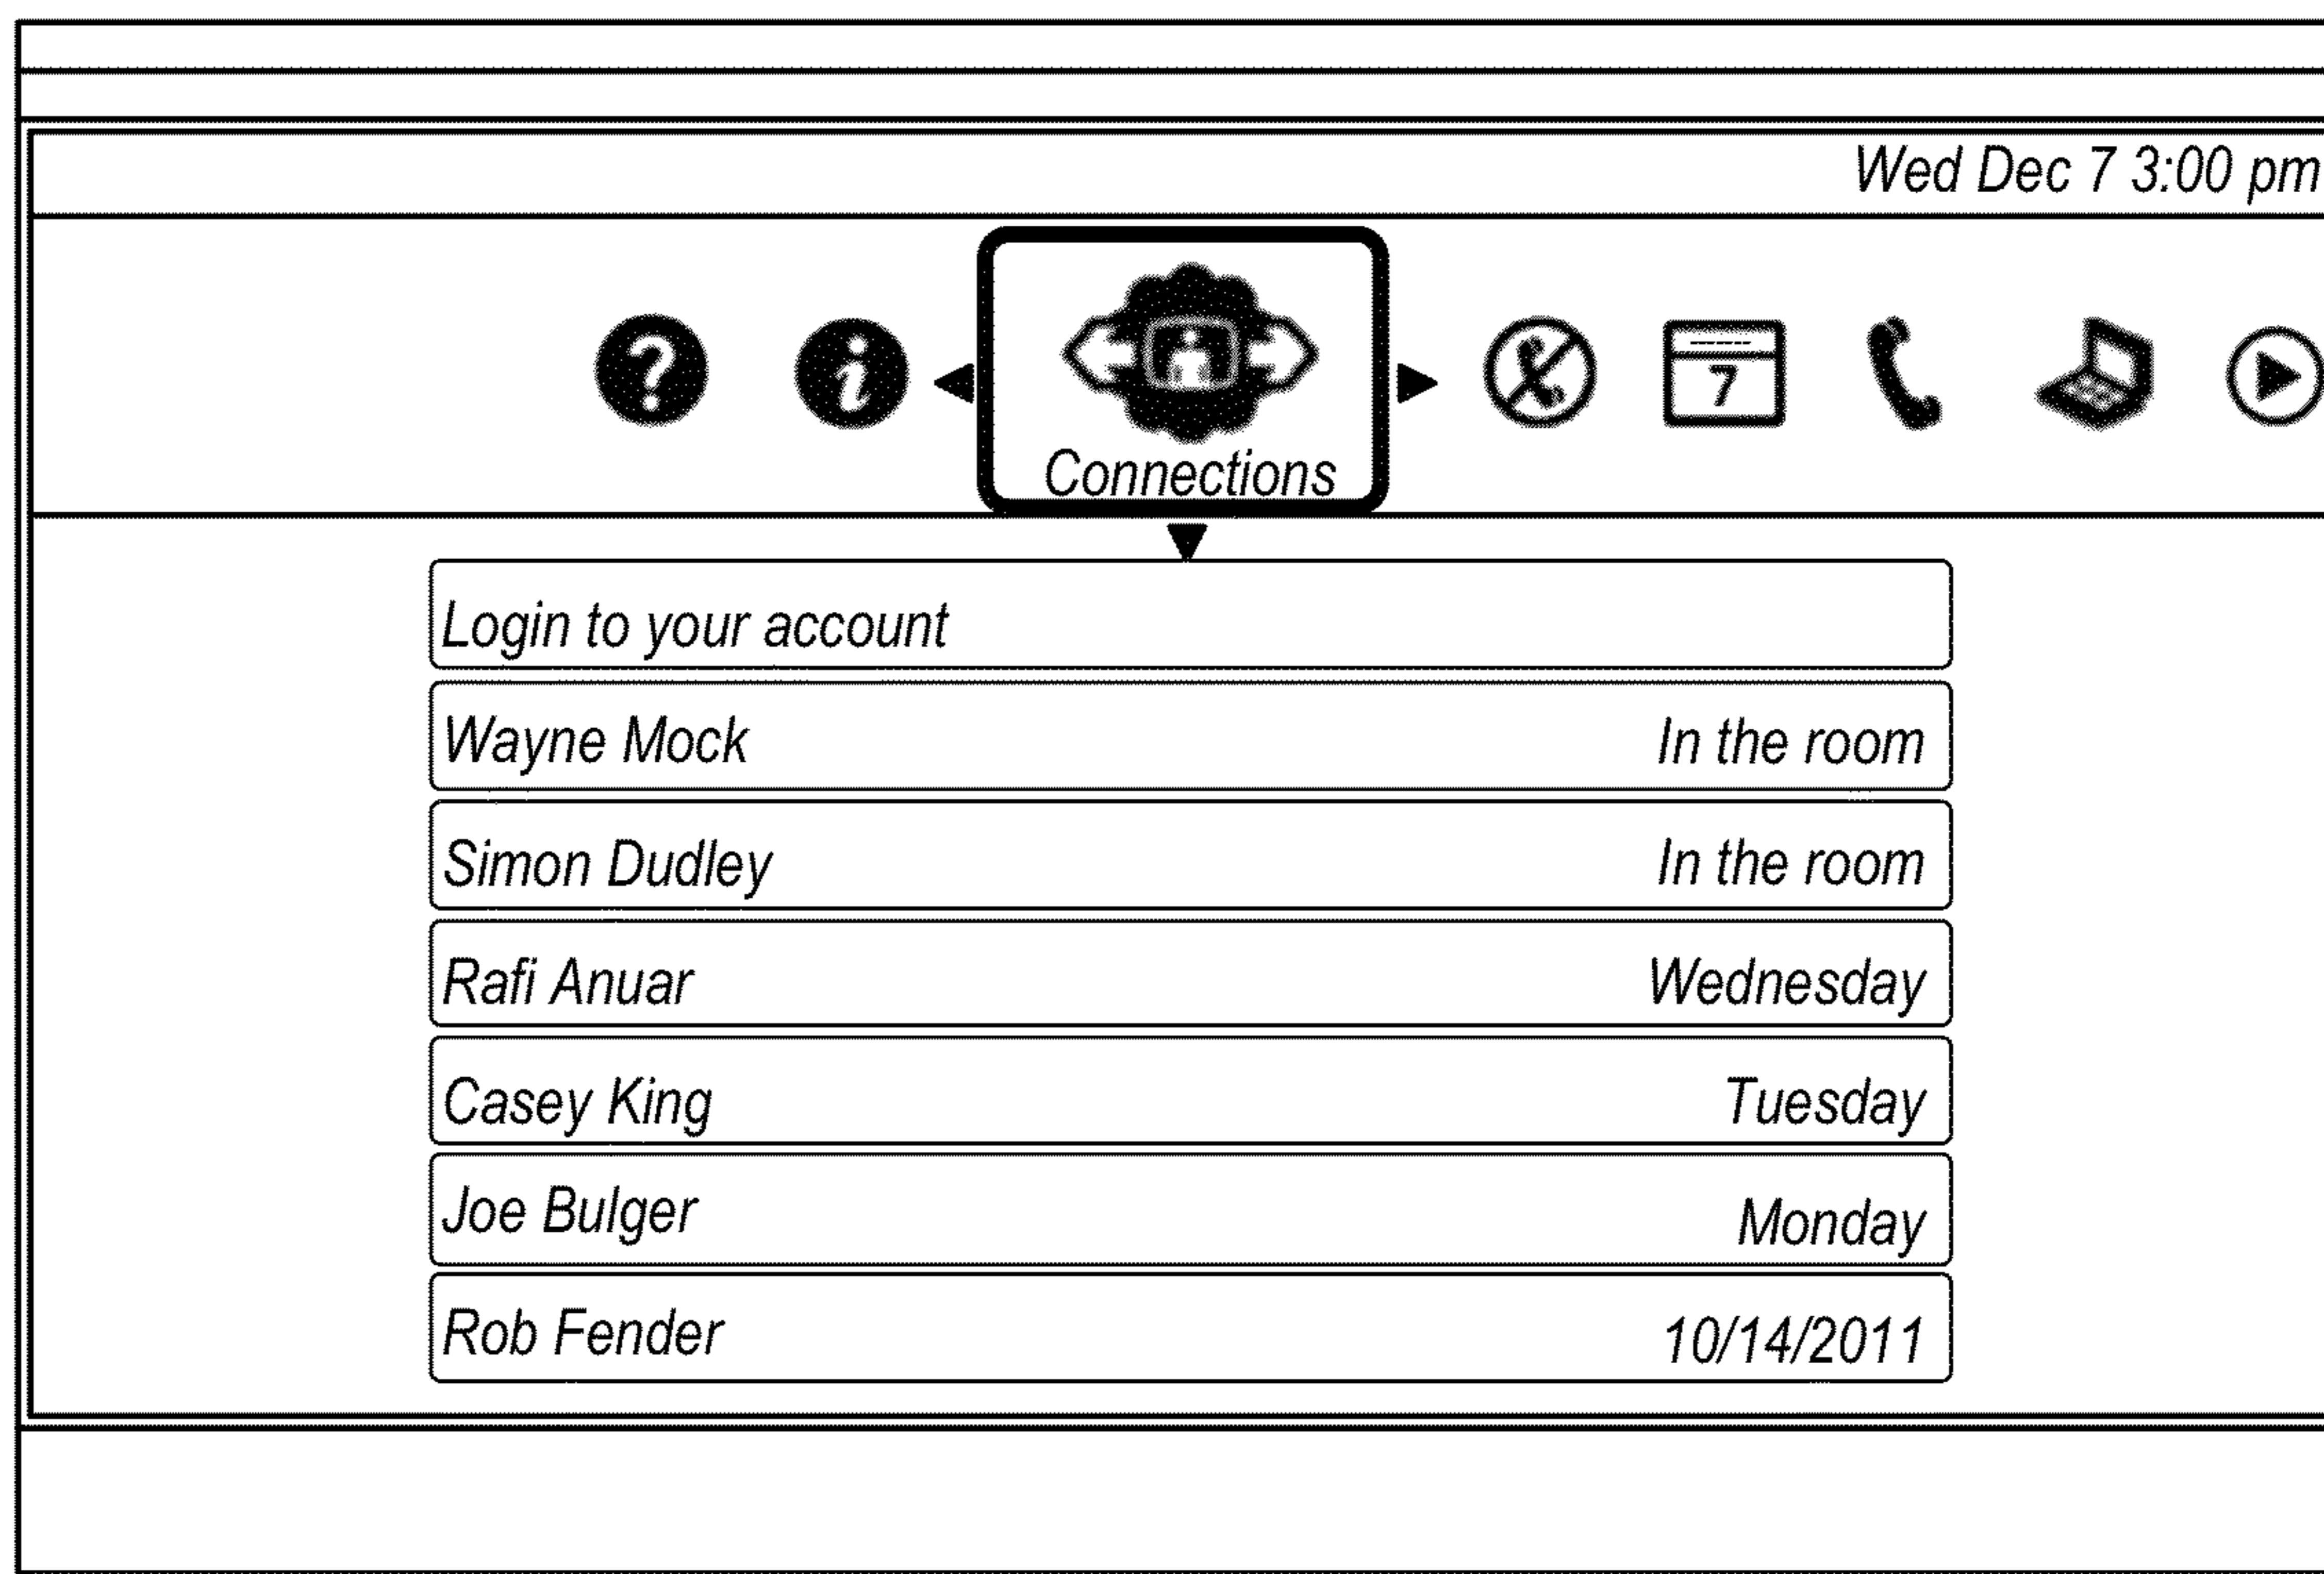 Wed Dec 7 3:00 pm
7
Connections
Login to your account
Wayne Mock In the room
Simon Dudley In the room
Rafi Anuar Wednesday
Casey King Tuesday
Joe Bulger Monday
Rob Fender 10/14/2011